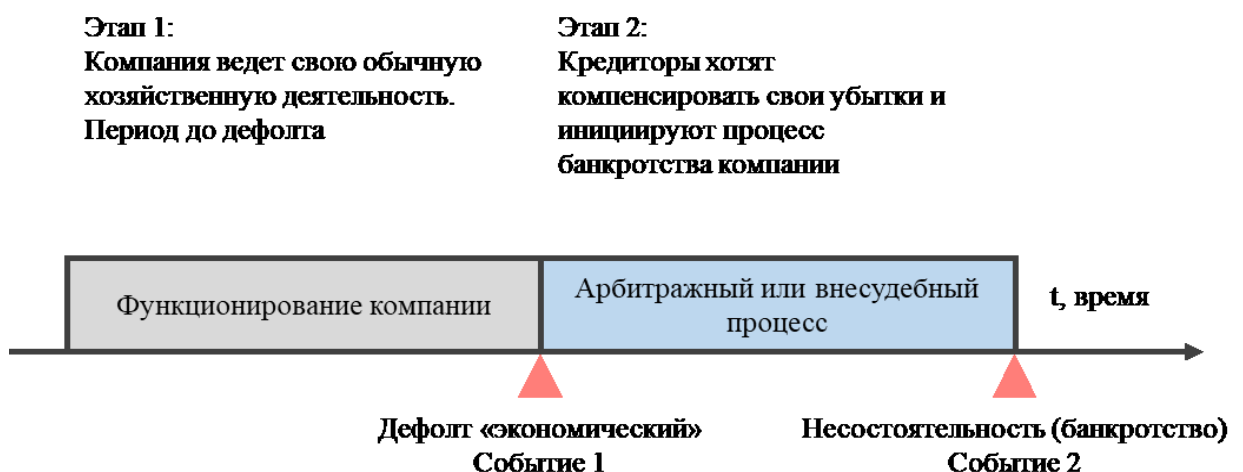 Этап 1:
Компания ведет свою обычную
хозяйственную деятельность.
Период до дефолта
Этап 2:
Кредиторы хотят
компенсировать свои убытки и
инициируют процесс
банкротства компании
Функционирование компании
Арбитражный или внесудебный
процесс
t, время
Дефолт «экономический»
Событие 1
Несостоятельность (банкротство)
Событие 2